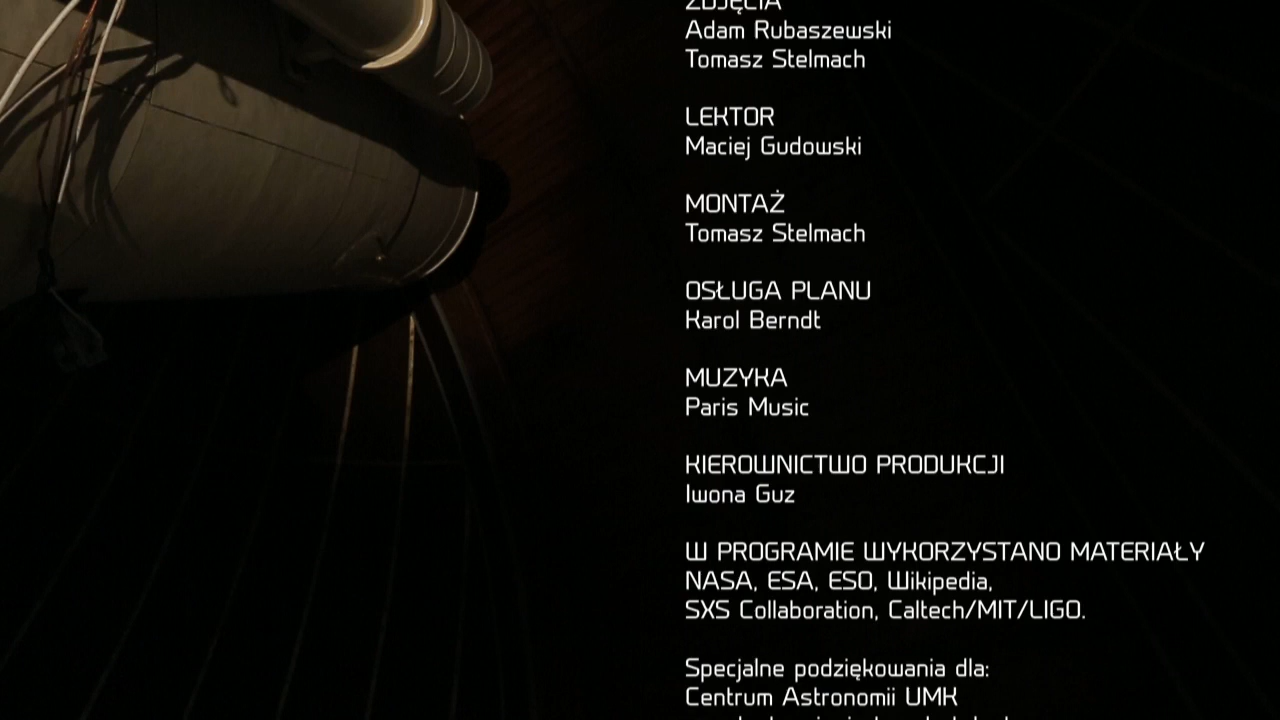 ZDJĘCIA
Adam Rubaszewski
Tomasz Stelmach
LEKTOR
Maciej Gudowski
MONTAŻ
Tomasz Stelmach
OSŁUGA PLANU
Karol Berndt
MUZYKA
Paris Music
KIEROWNICTWO PRODUKCJI
Iwona Guz
W PROGRAMIE WYKORZYSTANO MATERIAŁY
NASA, ESA, ESO, Wikipedia,
SXS Collaboration, Caltech/MIT/LIGO.
Specjalne podziękowania dla:
Centrum Astronomii UMK